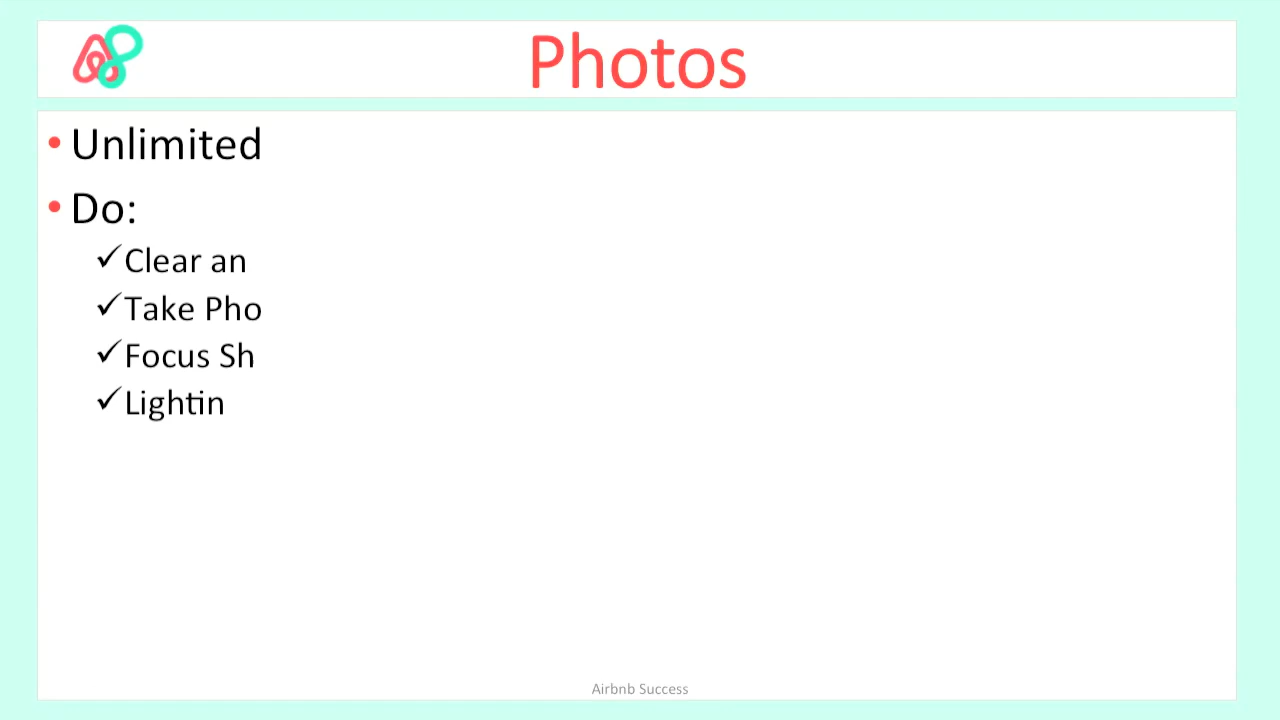 Photos
Unlimited
Do:
Clear an
Take Pho
Focus Sh
Lightin
Airbnb Success